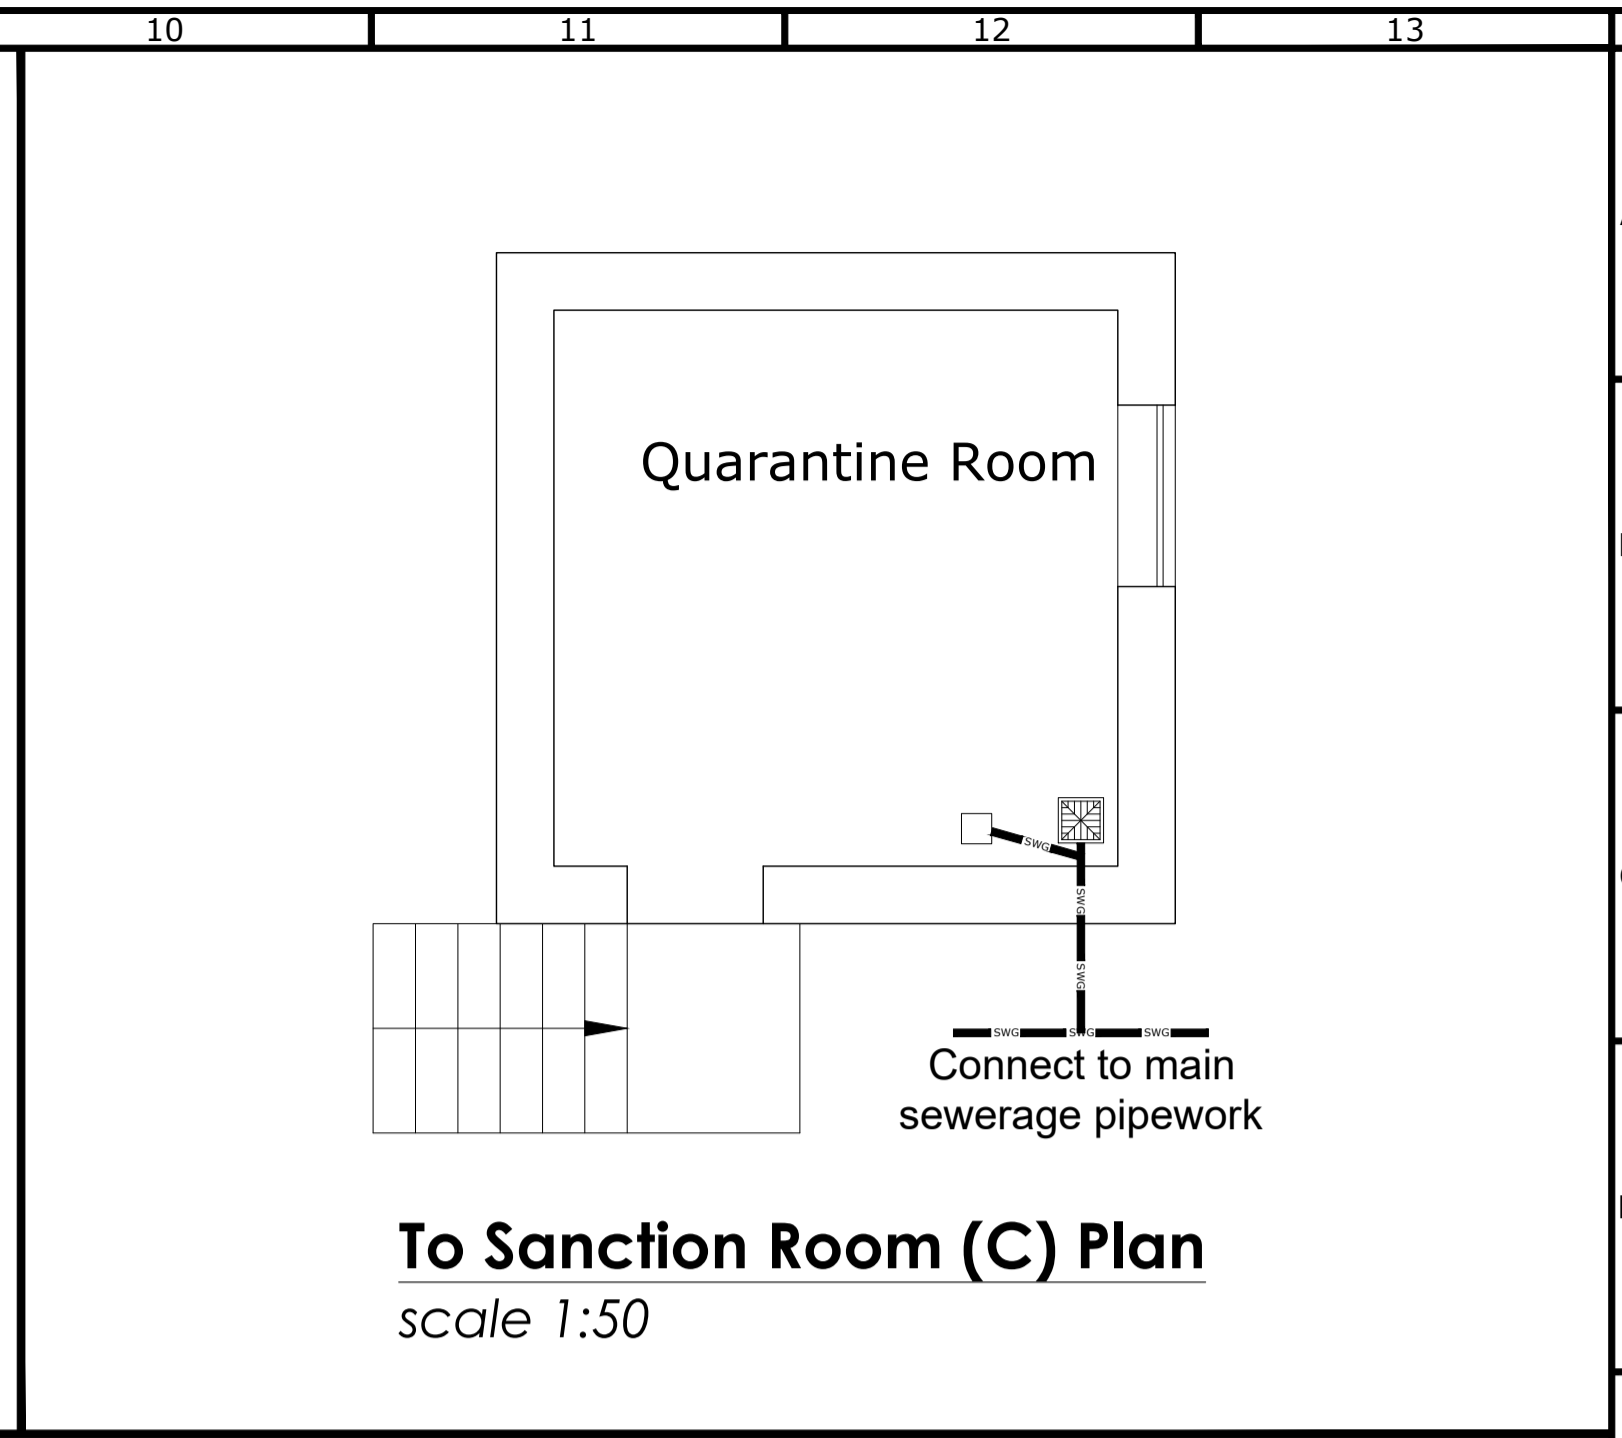 10 11 12 13
Quarantine Room
SWG
SWG
SWG
SWG SWG SWG
Connect to main
sewerage pipework
To Sanction Room (C) Plan
scale 1:50